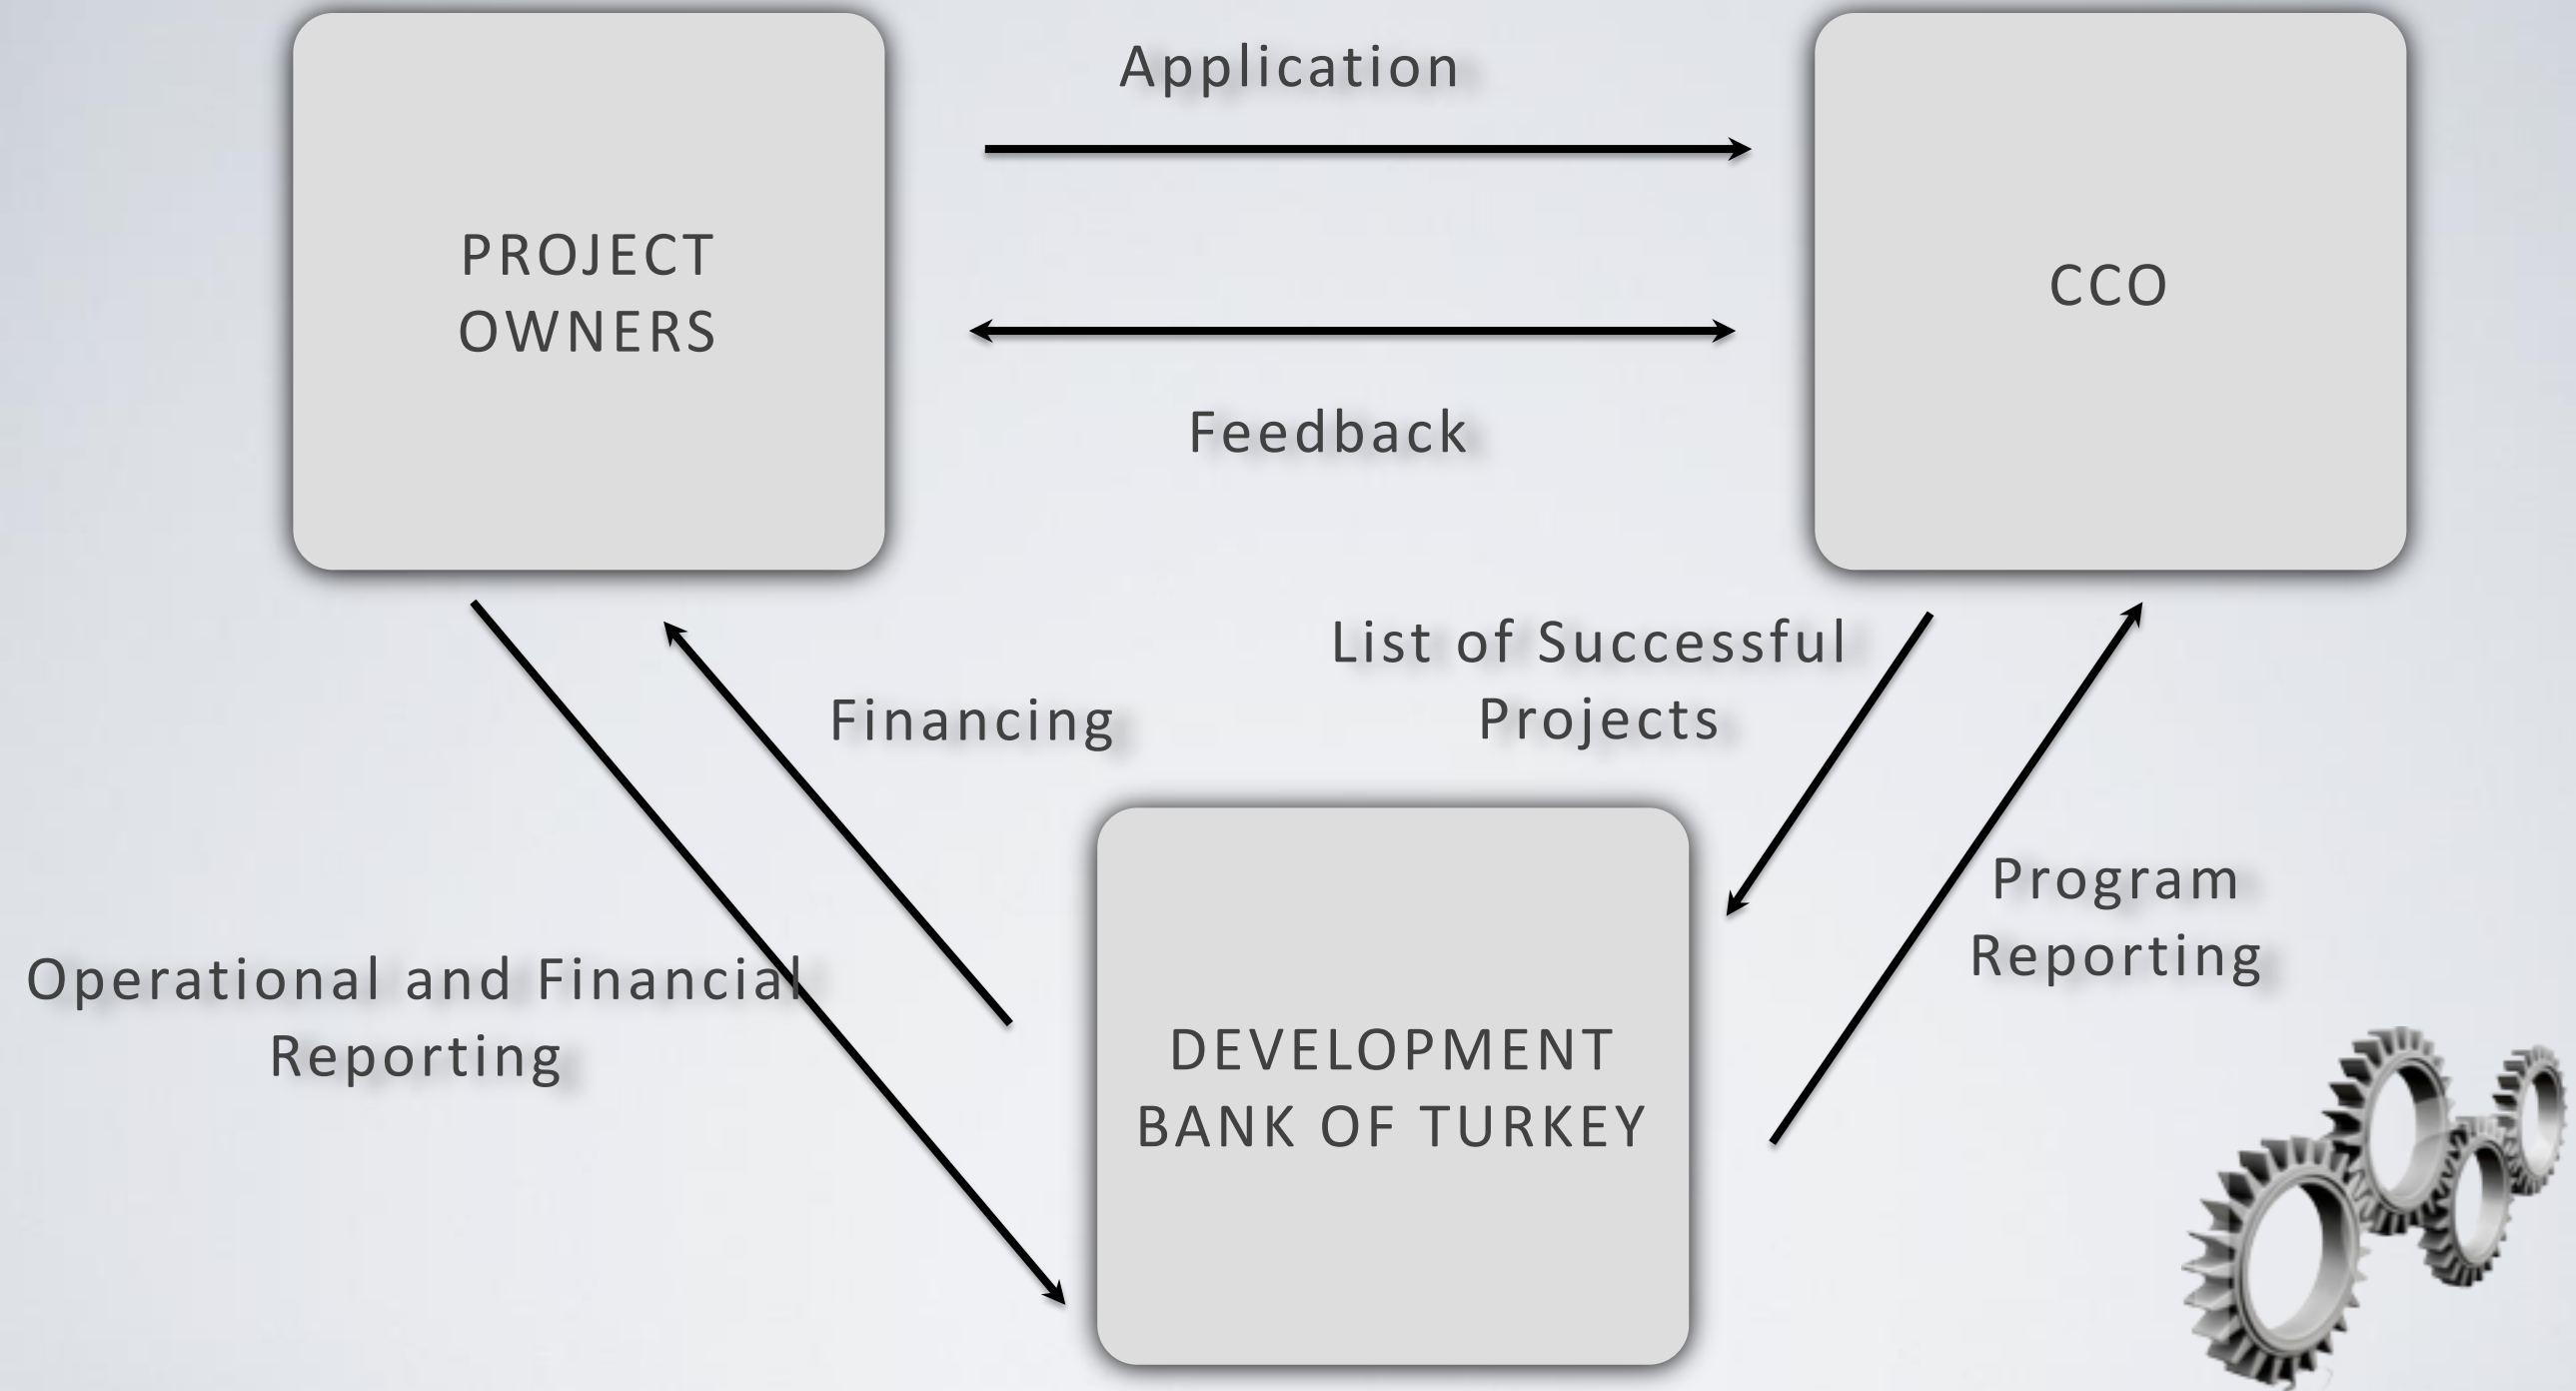 Application
PROJECT
OWNERS
CCO
Feedback
List of Successful
Projects
Financing
Program
Reporting
Operational and Financial
Reporting
DEVELOPMENT
BANK OF TURKEY